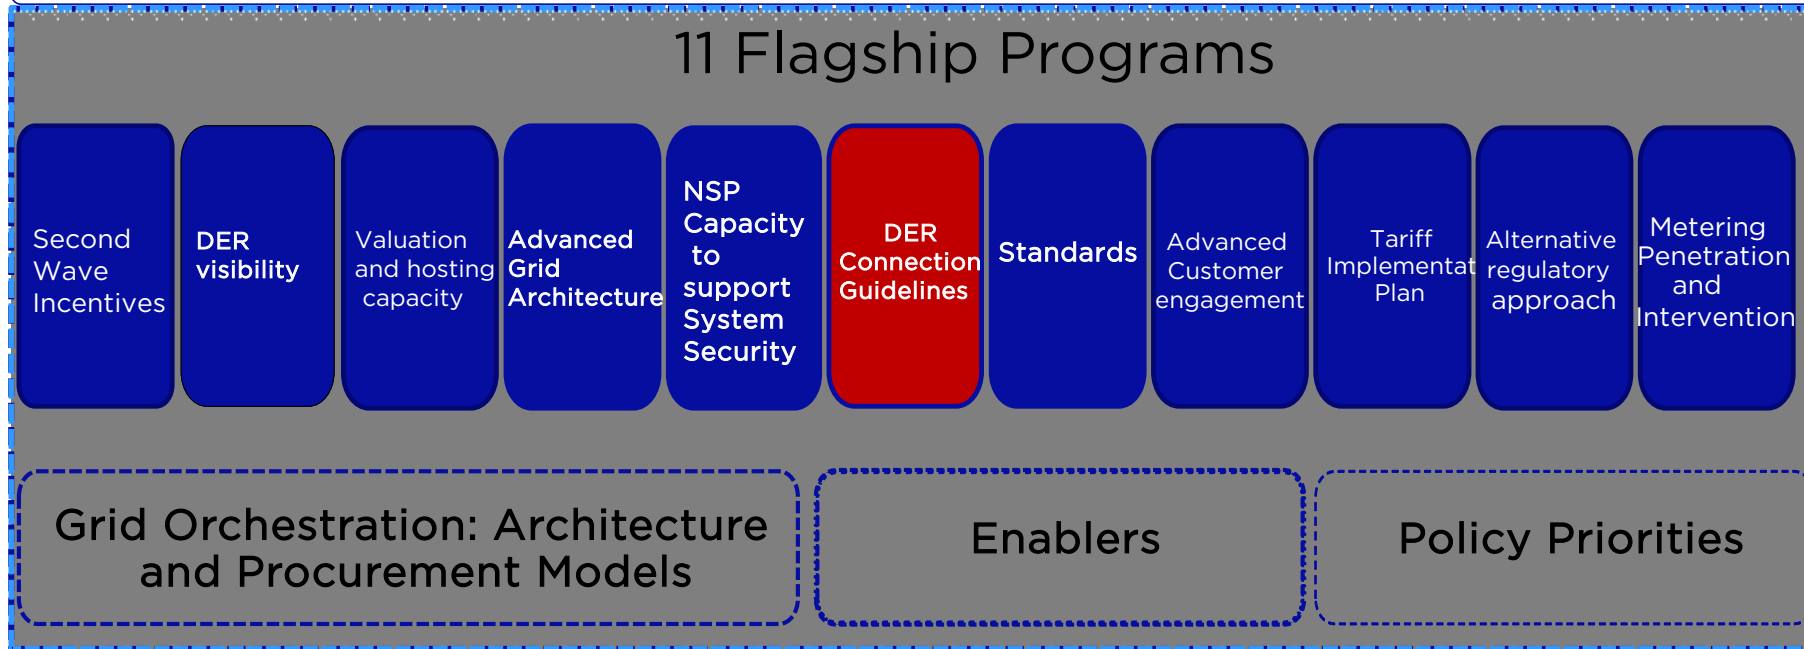 11 Flagship Programs
Second
Wave
Incentives
DER
visibility
Valuation
and hosting
capacity
Advanced
Grid
Architecture
NSP
Capacity
to
support
System
Security
DER
Connection
Guidelines
Standards
Advanced
Customer
engagement
Tariff
Implementat
Plan
Alternative
regulatory
approach
Metering
Penetration
and
Intervention
Grid Orchestration: Architecture
and Procurement Models
Enablers
Policy Priorities